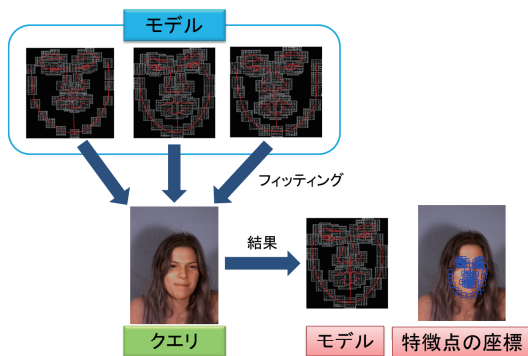 モデル
フィッティング
結果
クエリ
モデル
特徴点の座標